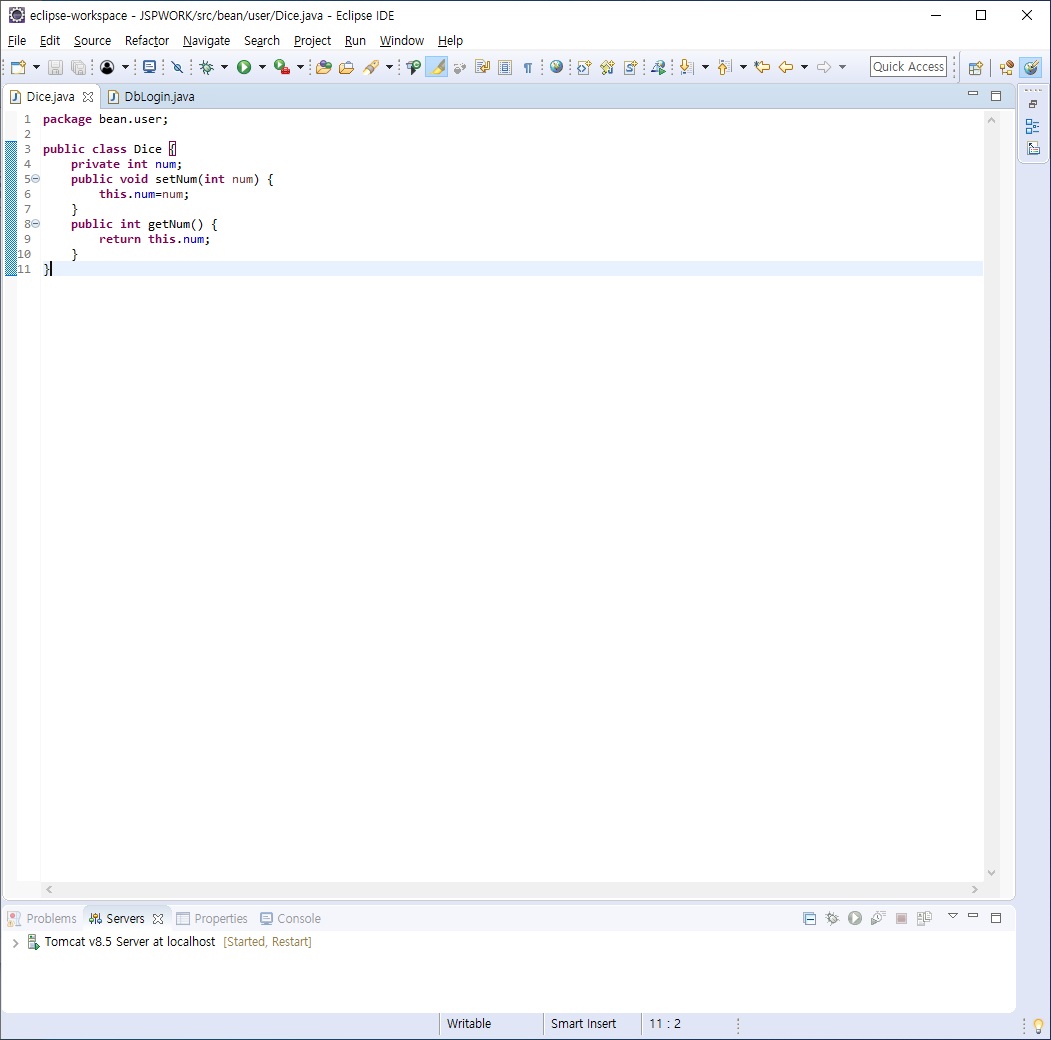 eclipse-workspace - JSPWORK/src/bean/user/Dice.java - Eclipse IDE
File Edit Source Refactor Navigate Search Project Run Window Help
Quick Access
Dice.java DbLogin.java
1 package bean.user;
2
3 public class Dice {
4 private int num;
5 public void setNum(int num) {
6 this.num=num;
7 }
8 public int getNum() {
9 return this.num;
10 }
11 }
Problems Servers Properties Console
Tomcat v8.5 Server at localhost [Started, Restart]
Writable Smart Insert 11 : 2